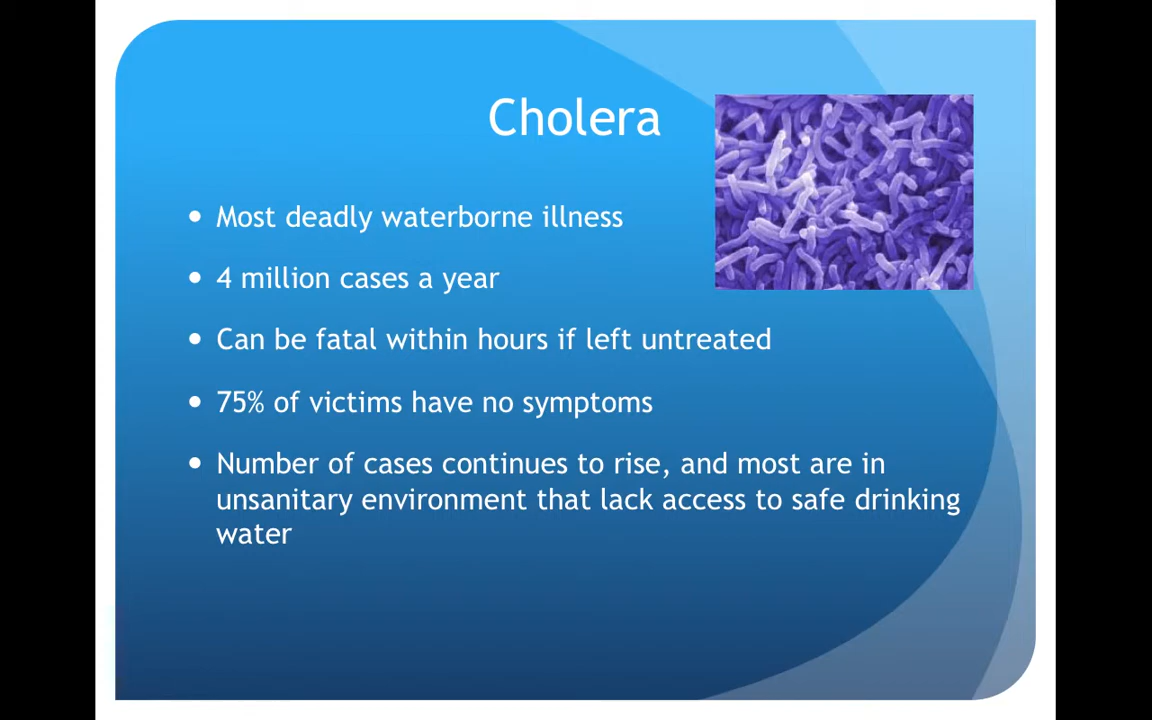 Cholera
• Most deadly waterborne illness
• 4 million cases a year
• Can be fatal within hours if left untreated
• 75% of victims have no symptoms
• Number of cases continues to rise, and most are in
unsanitary environment that lack access to safe drinking
water